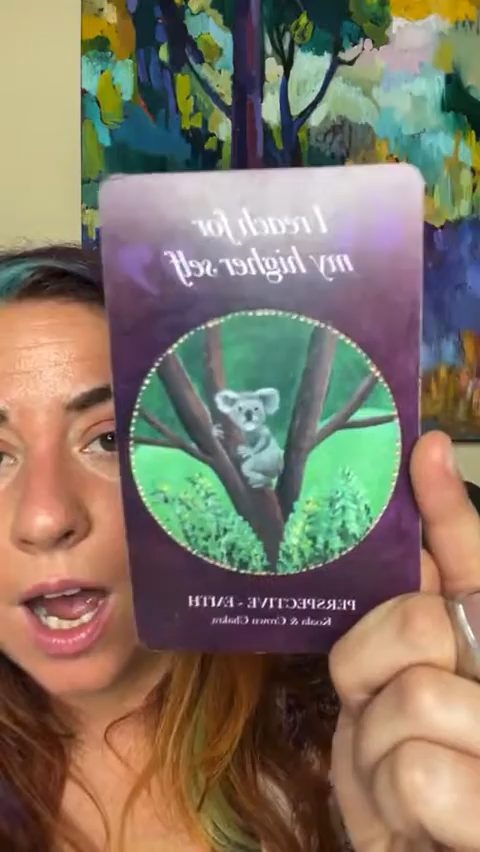 I reach for
my higher self
PERSPECTIVE - FAITH
Koala & Crown Chakra